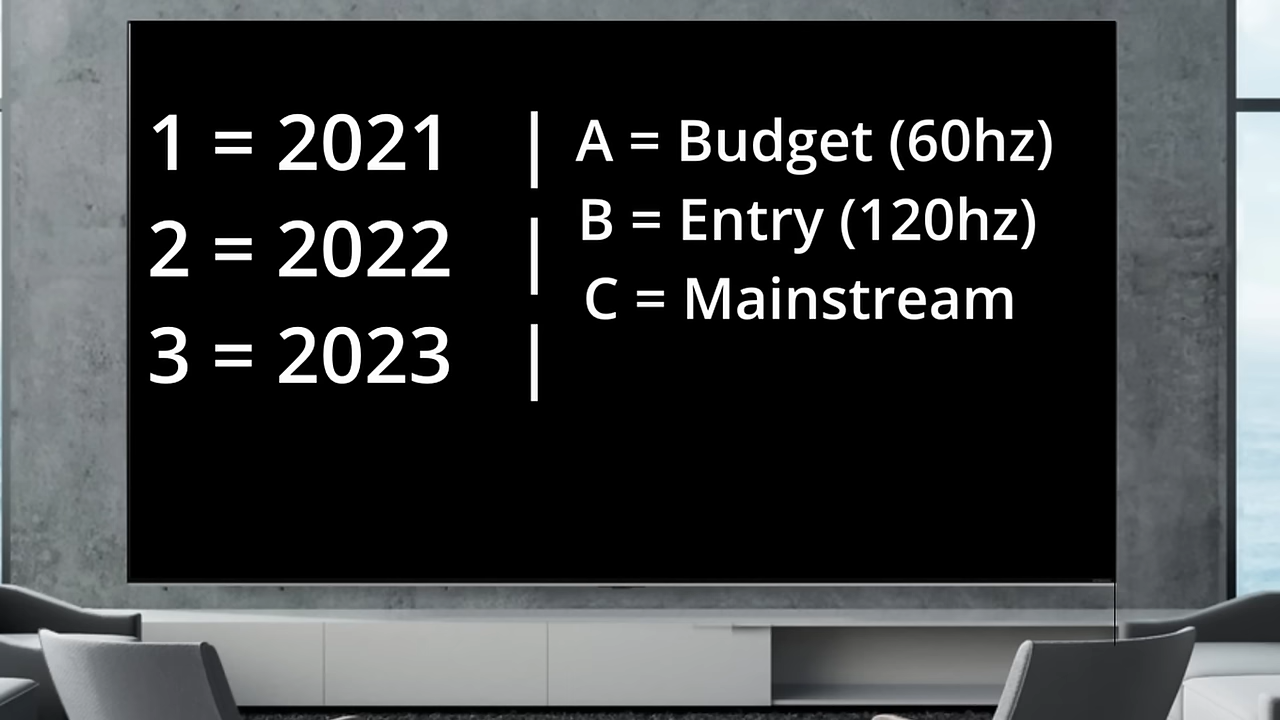 1 = 2021 | A = Budget (60hz)
2 = 2022 | B = Entry (120hz)
3 = 2023 | C = Mainstream